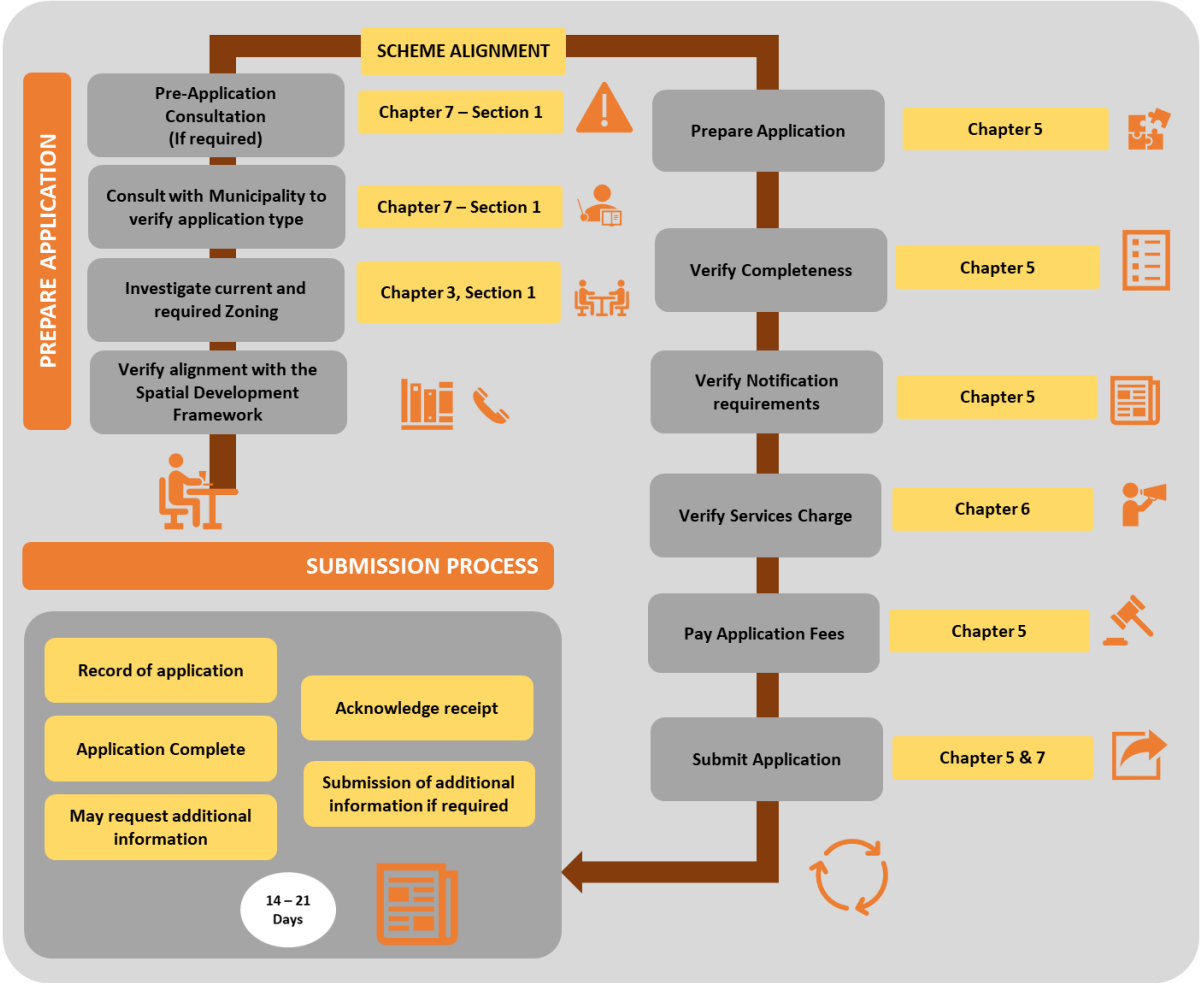 SCHEME ALIGNMENT
PREPARE APPLICATION
Pre-Application
Consultation
(If required)
Chapter 7 – Section 1
Consult with Municipality to
verify application type
Chapter 7 – Section 1
Investigate current and
required Zoning
Chapter 3, Section 1
Verify alignment with the
Spatial Development
Framework
Prepare Application
Chapter 5
Verify Completeness
Chapter 5
Verify Notification
requirements
Chapter 5
Verify Services Charge
Chapter 6
Pay Application Fees
Chapter 5
Submit Application
Chapter 5 & 7
SUBMISSION PROCESS
Record of application
Application Complete
May request additional
information
Acknowledge receipt
Submission of additional
information if required
14 – 21
Days